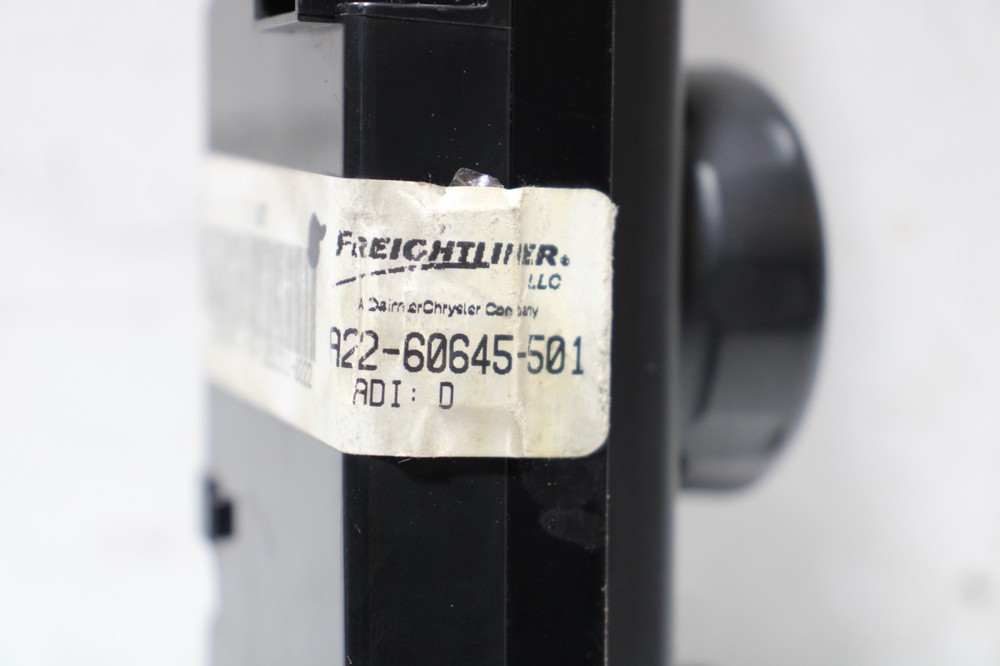 FREIGHTLINER®
LLC
A DaimlerChrysler Company
A22-60645-501
ADI: D